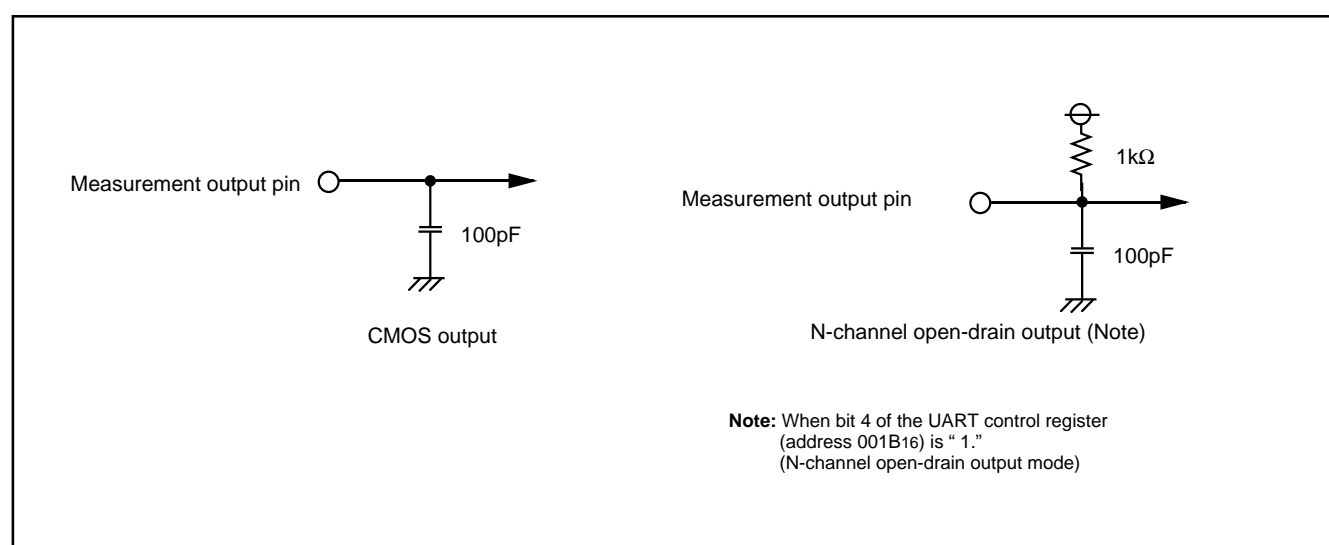 Measurement output pin
100pF
CMOS output
1kΩ
Measurement output pin
100pF
N-channel open-drain output (Note)
Note: When bit 4 of the UART control register
(address 001B16) is “ 1.”
(N-channel open-drain output mode)